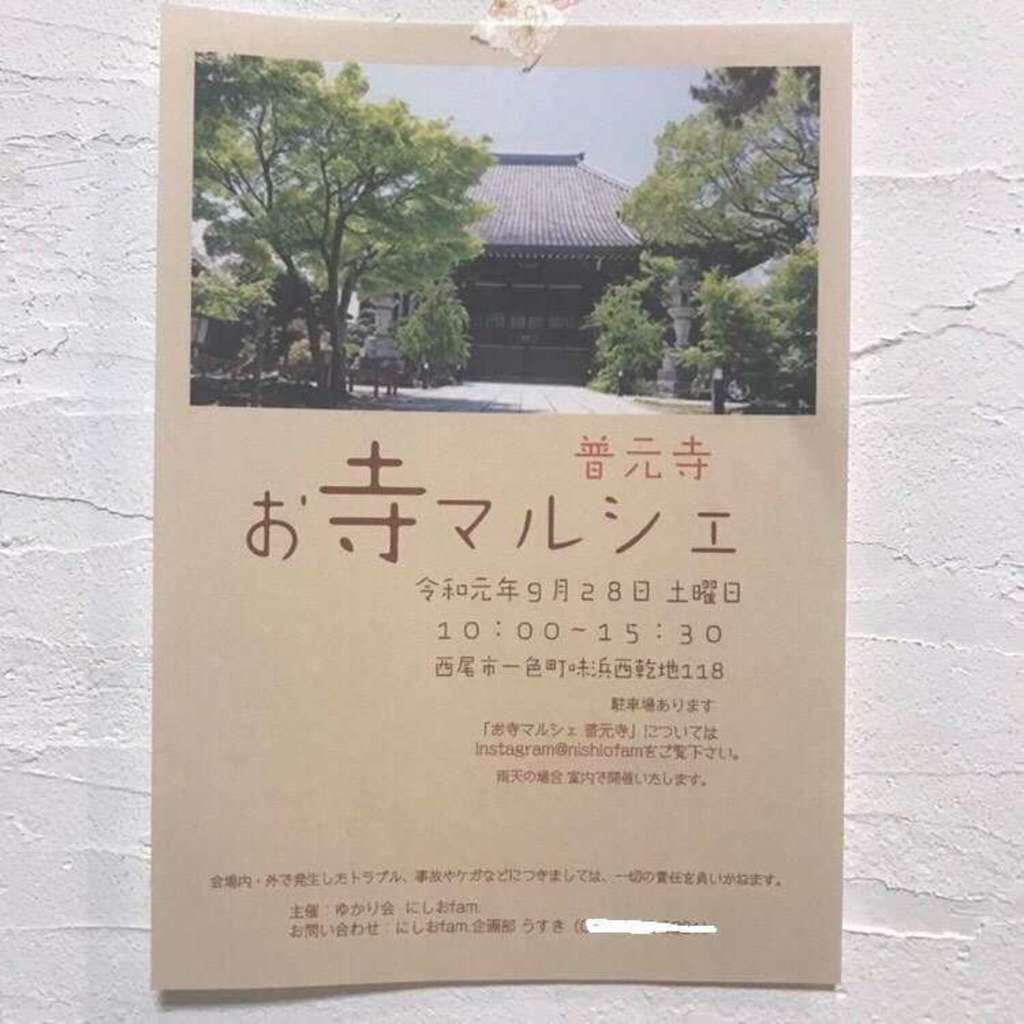 普元寺
お寺マルシェ
令和元年9月28日 土曜日
10：00～15：30
西尾市一色町味浜西乾地118
駐車場あります
「お寺マルシェ 普元寺」については
Instagram@nishiofamをご覧下さい。
雨天の場合 室内で開催いたします。
会場内・外で発生したトラブル、事故やケガなどにつきましては、一切の責任を負いかねます。
主催：ゆかり会 にしおfam.
お問い合わせ：にしおfam.企画部 うすき